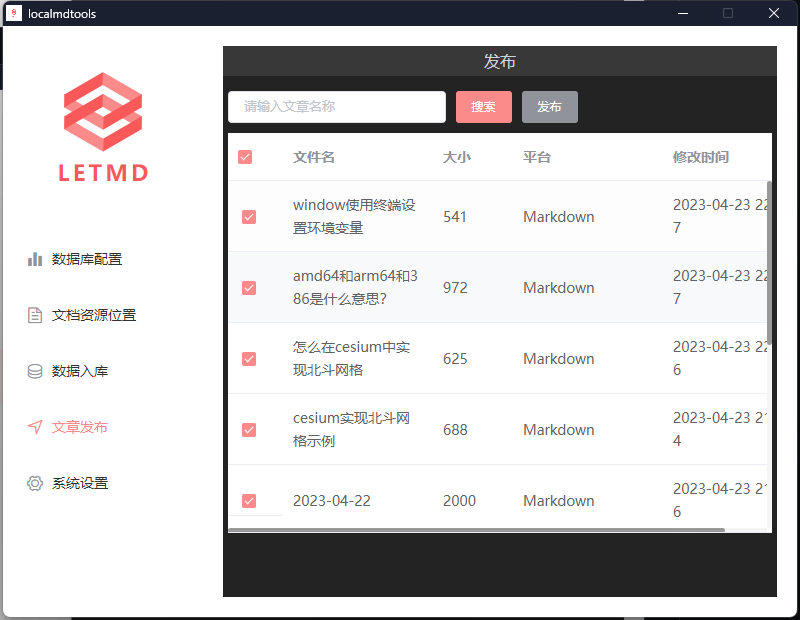 localmdtools
发布
LETMD
请输入文章名称
搜索
发布
文件名
大小
平台
修改时间
window使用终端设
置环境变量
541
Markdown
2023-04-23 22
7
数据库配置
amd64和arm64和3
86是什么意思?
972
Markdown
2023-04-23 22
7
文档资源位置
怎么在cesium中实
现北斗网格
625
Markdown
2023-04-23 22
6
数据入库
cesium实现北斗网
格示例
688
Markdown
2023-04-23 21
4
文章发布
2023-04-22
2000
Markdown
2023-04-23 21
6
系统设置